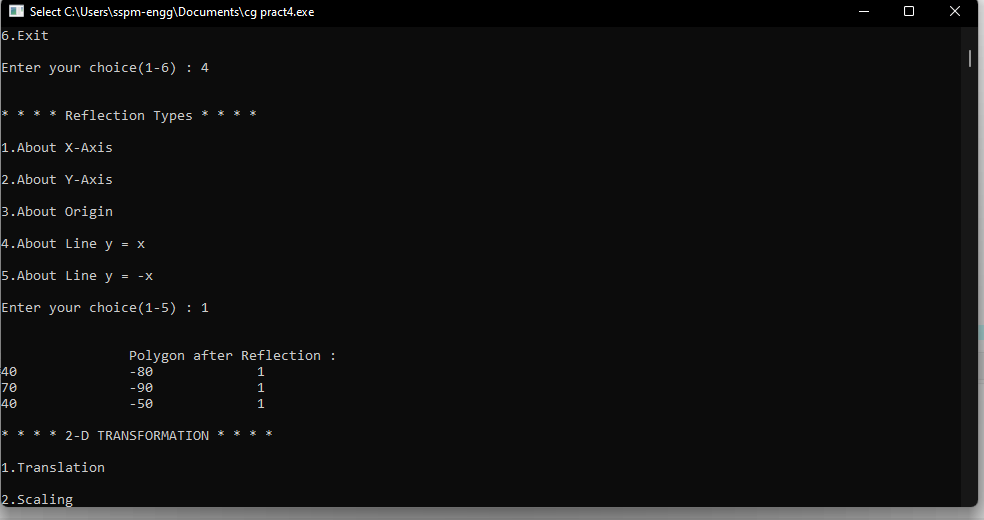 Select C:\Users\sspm-engg\Documents\cg pract4.exe
6.Exit
Enter your choice(1-6) : 4
* * * * Reflection Types * * * *
1.About X-Axis
2.About Y-Axis
3.About Origin
4.About Line y = x
5.About Line y = -x
Enter your choice(1-5) : 1
Polygon after Reflection :
40 -80 1
70 -90 1
40 -50 1
* * * * 2-D TRANSFORMATION * * * *
1.Translation
2.Scaling